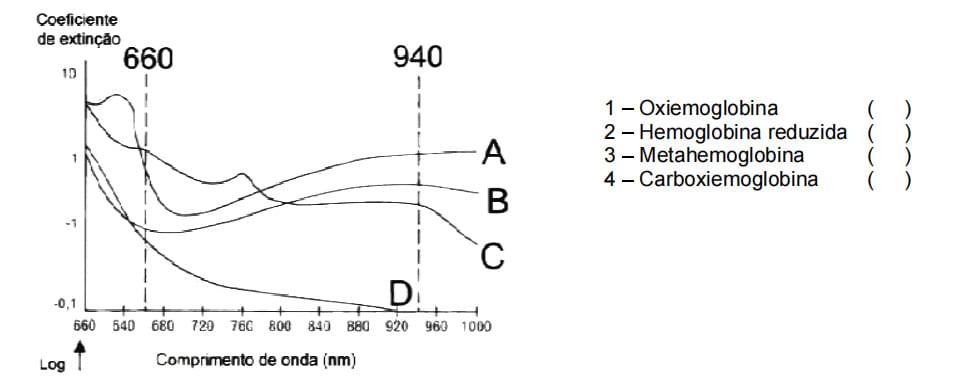 Coeficiente
de extinção
660
940
10
1
-1
-0,1
A
B
C
D
660 640 680 720 760 800 840 880 920 960 1000
Log
Comprimento de onda (nm)
1 – Oxiemoglobina ( )
2 – Hemoglobina reduzida ( )
3 – Metahemoglobina ( )
4 – Carboxiemoglobina ( )